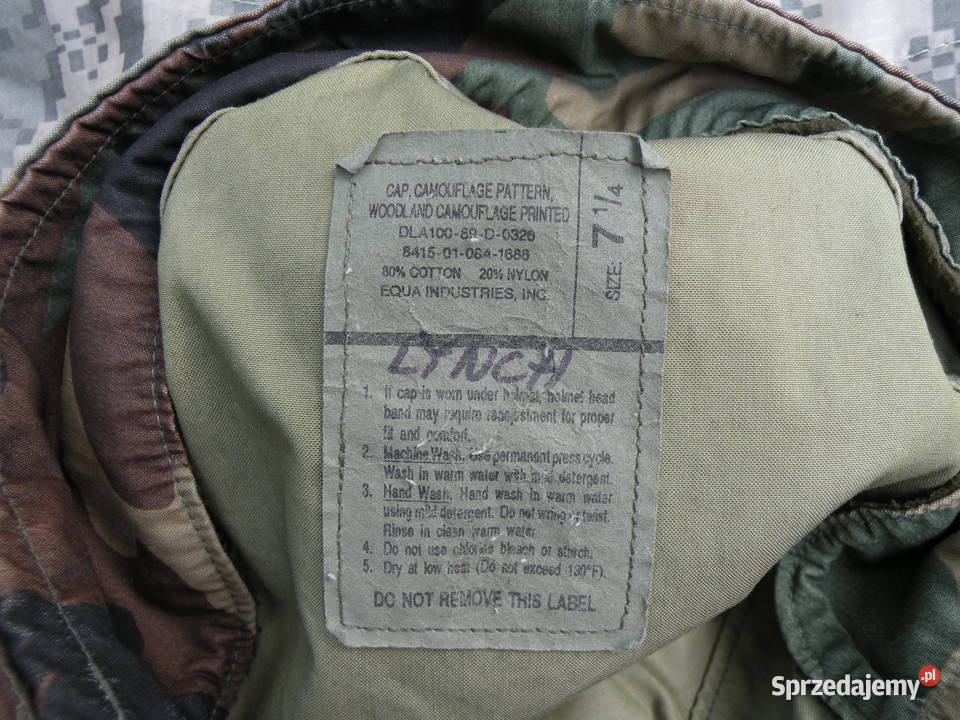 CAP, CAMOUFLAGE PATTERN,
WOODLAND CAMOUFLAGE PRINTED
DLA100-89-D-0326
8415-01-084-1686
80% COTTON 20% NYLON
EQUA INDUSTRIES, INC.
SIZE: 7 1/4
LYNCH
1. If cap is worn under helmet, helmet head
band may require readjustment for proper
fit and comfort.
2. Machine Wash. Use permanent press cycle.
Wash in warm water with mild detergent.
3. Hand Wash. Hand wash in warm water
using mild detergent. Do not wring or twist.
Rinse in clean warm water.
4. Do not use chlorine bleach or starch.
5. Dry at low heat (Do not exceed 130°F).
DO NOT REMOVE THIS LABEL
Sprzedajemy.pl